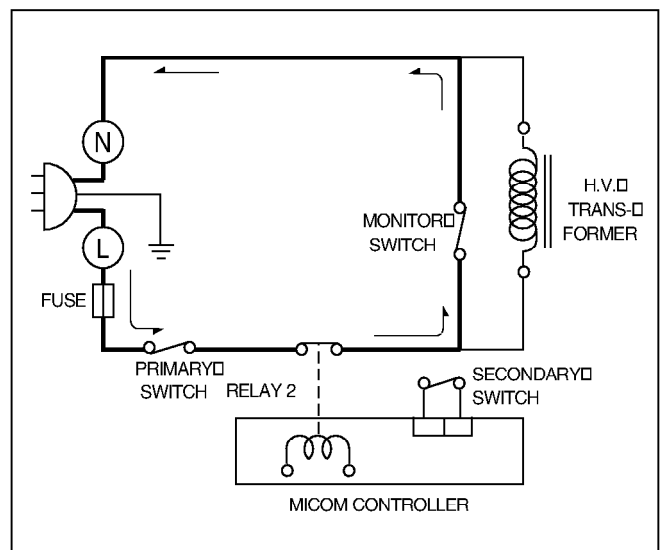 N
L
FUSE
MONITOR□
SWITCH
H.V.□
TRANS-□
FORMER
PRIMARY□
SWITCH
RELAY 2
SECONDARY□
SWITCH
MICOM CONTROLLER